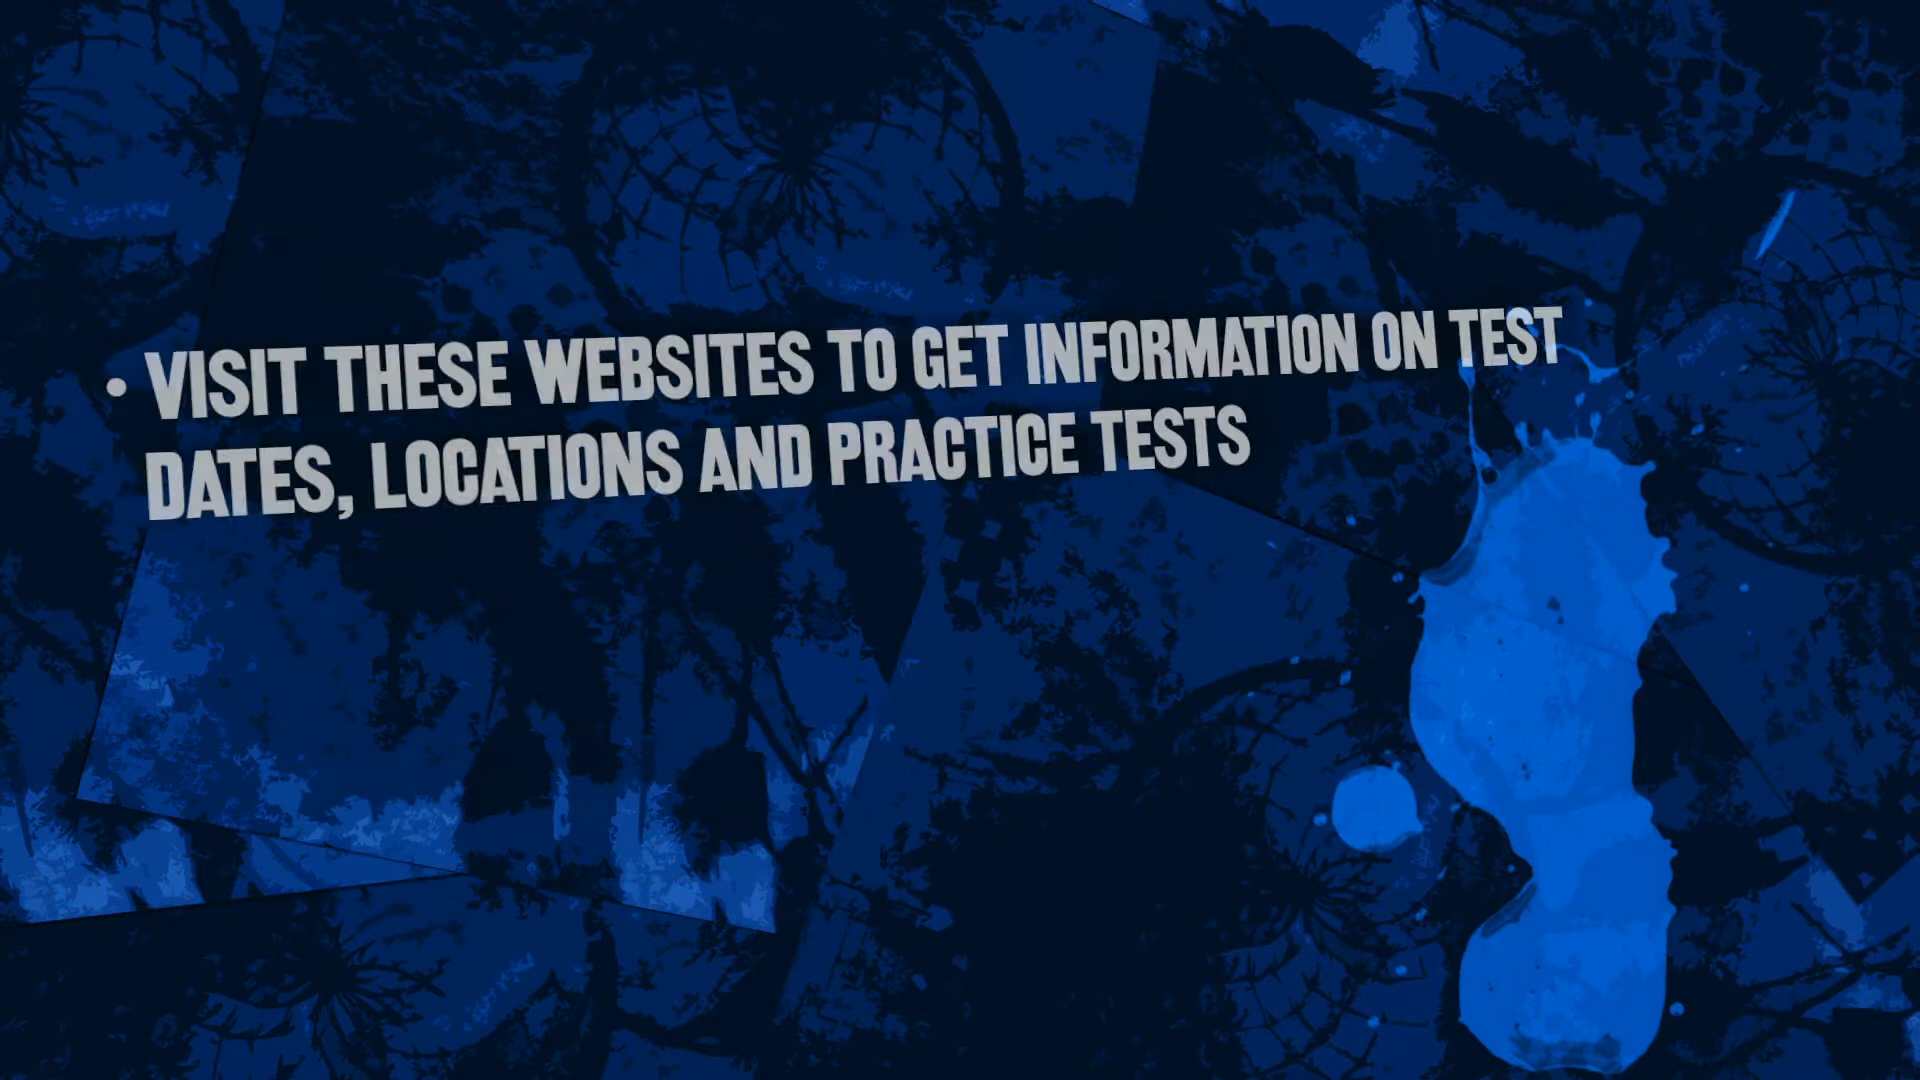 • VISIT THESE WEBSITES TO GET INFORMATION ON TEST
DATES, LOCATIONS AND PRACTICE TESTS